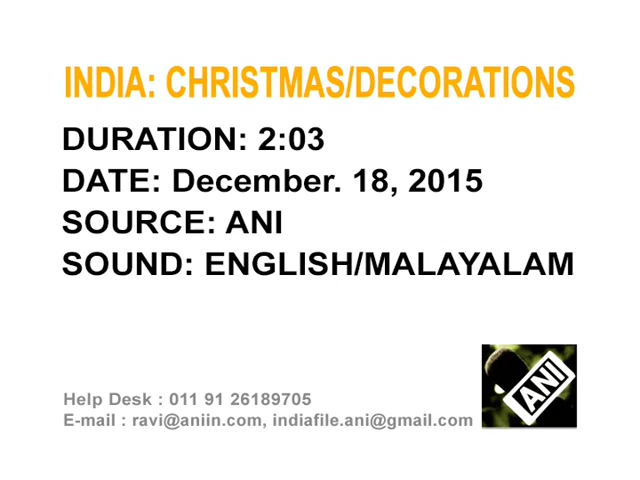 INDIA: CHRISTMAS/DECORATIONS
DURATION: 2:03
DATE: December. 18, 2015
SOURCE: ANI
SOUND: ENGLISH/MALAYALAM
ANI
Help Desk : 011 91 26189705
E-mail : ravi@aniin.com, indiafile.ani@gmail.com